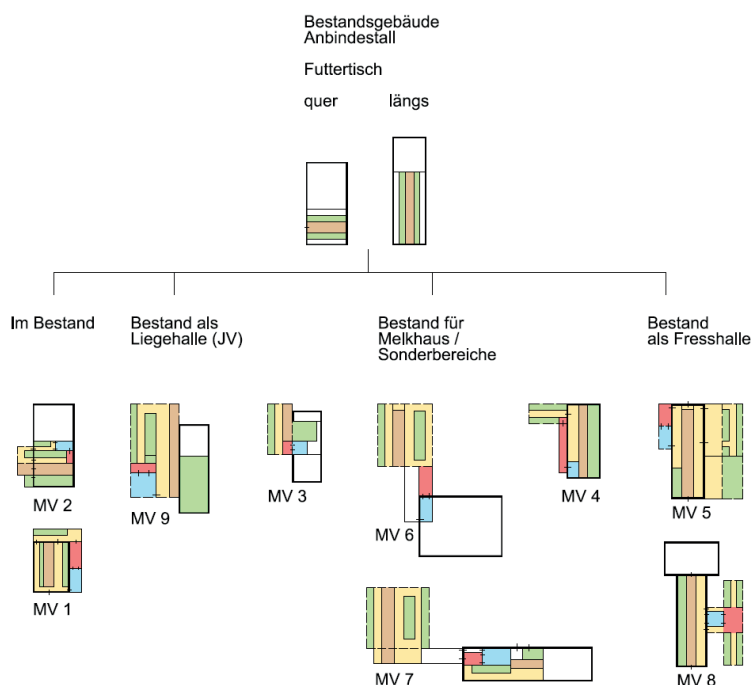 Bestandsgebäude
Anbindestall
Futtertisch
quer längs
Im Bestand
Bestand als
Liegehalle (JV)
Bestand für
Melkhaus /
Sonderbereiche
Bestand
als Fresshalle
MV 2
MV 9
MV 3
MV 6
MV 4
MV 5
MV 1
MV 7
MV 8